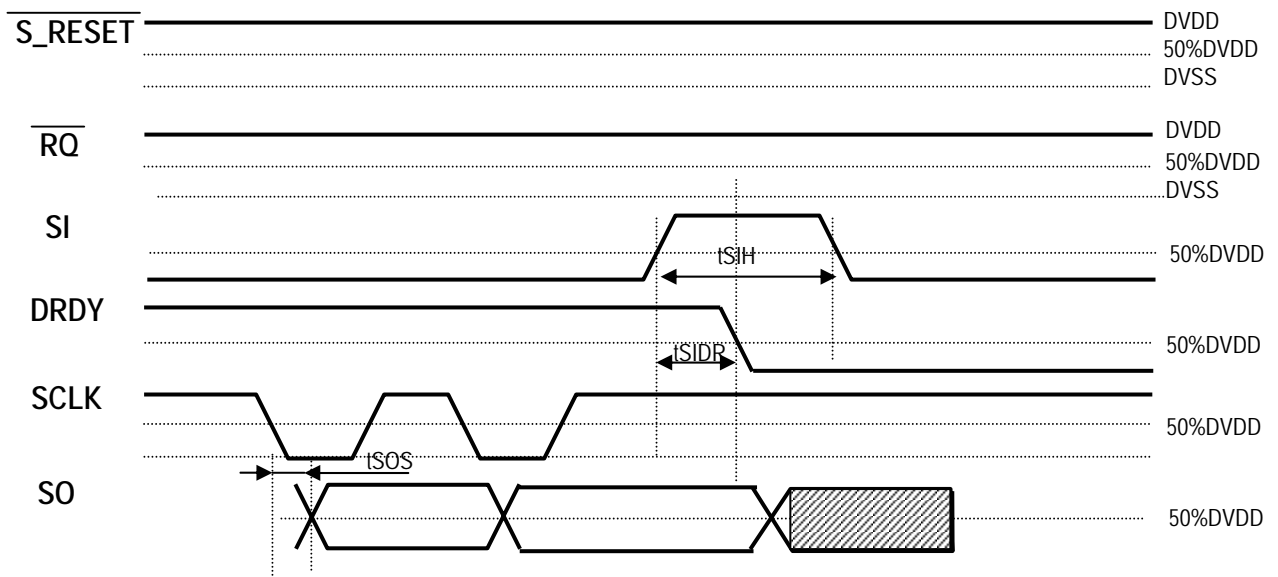 S_RESET
DVDD
50%DVDD
DVSS
RQ
DVDD
50%DVDD
DVSS
SI
50%DVDD
tSIH
DRDY
50%DVDD
tSIDR
SCLK
50%DVDD
tSOS
SO
50%DVDD